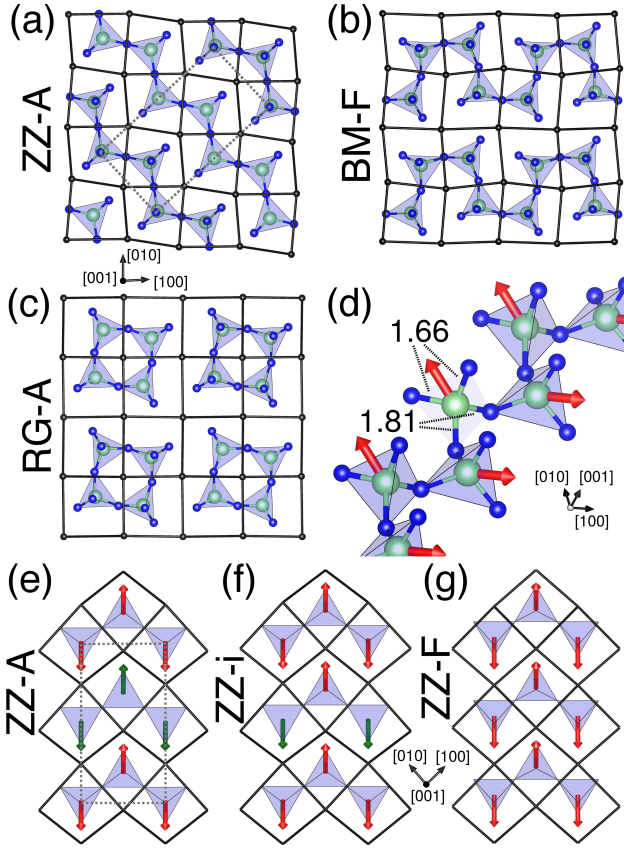 (a)
ZZ-A
(b)
BM-F
[010]
[001]
[100]
(c)
RG-A
(d)
1.66
1.81
[010]
[001]
[100]
(e)
ZZ-A
(f)
ZZ-i
(g)
ZZ-F
[010]
[100]
[001]